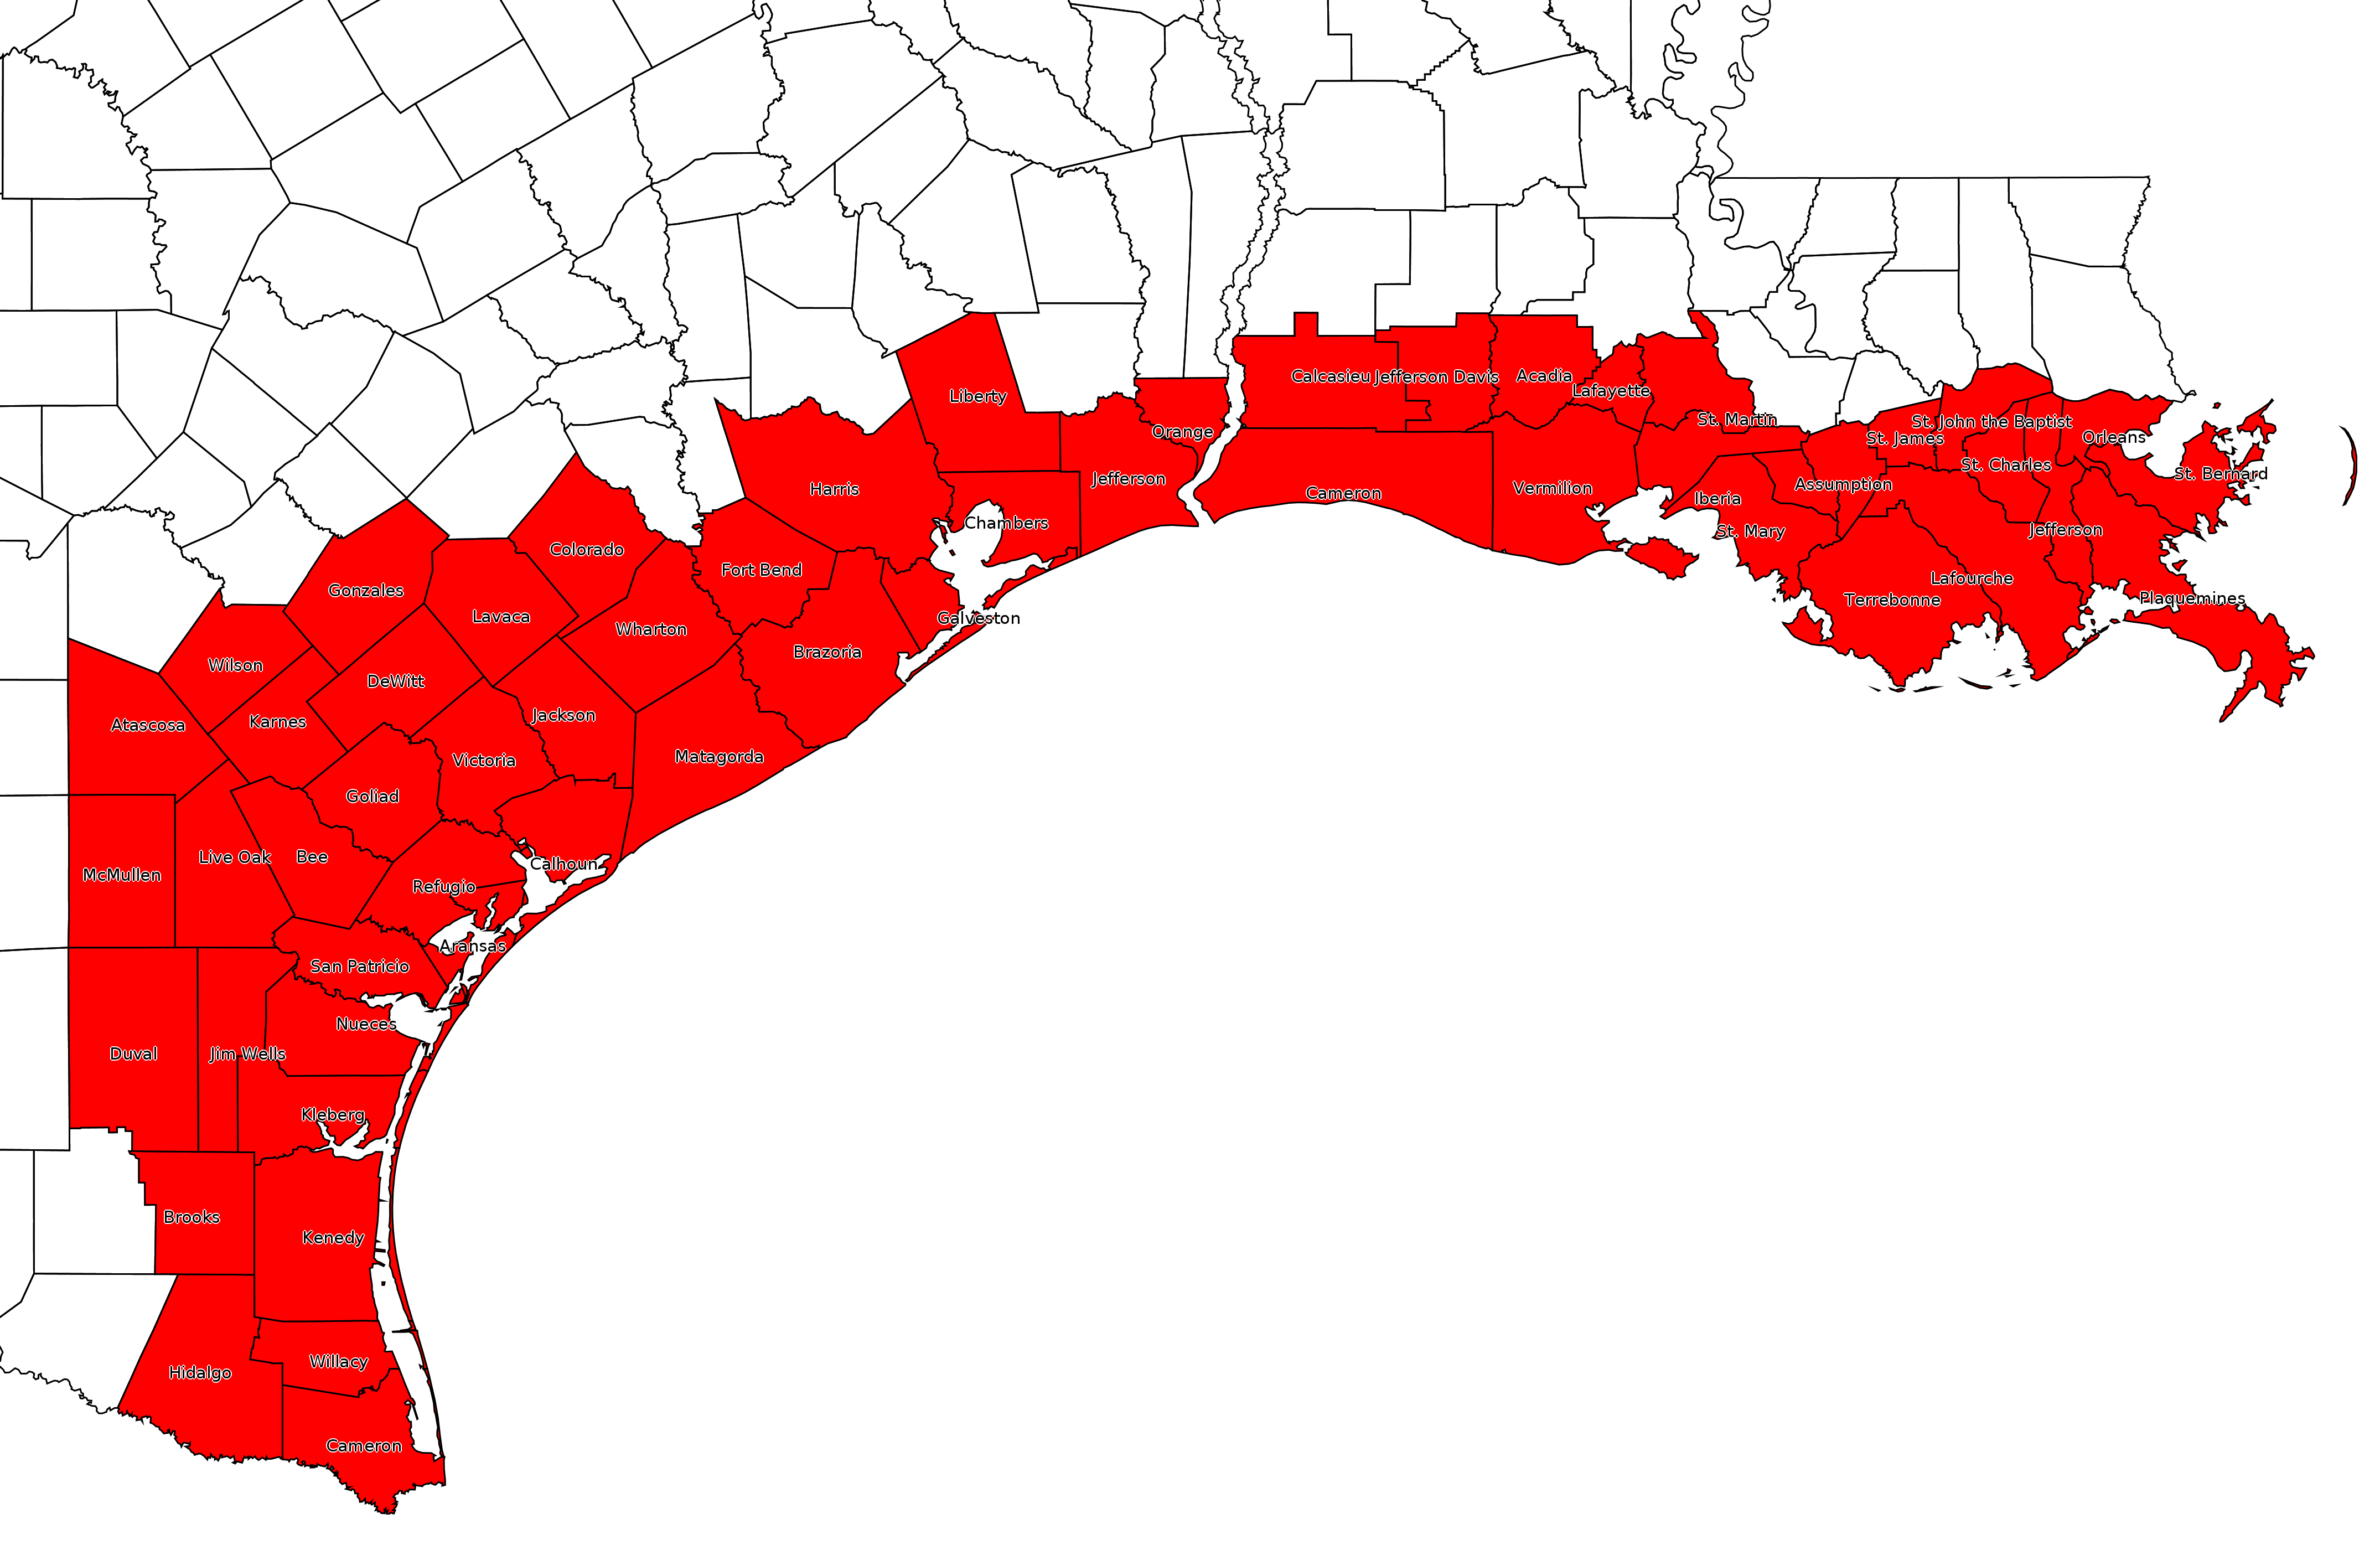 Calcasieu
Jefferson Davis
Acadia
Lafayette
Liberty
St. Martin
St. John the Baptist
Orange
St. James
Orleans
St. Charles
St. Bernard
Jefferson
Harris
Cameron
Vermilion
Assumption
Iberia
Chambers
St. Mary
Jefferson
Colorado
Fort Bend
Lafourche
Gonzales
Terrebonne
Plaquemines
Lavaca
Galveston
Wharton
Brazoria
Wilson
DeWitt
Jackson
Karnes
Atascosa
Matagorda
Victoria
Goliad
Live Oak
Bee
Calhoun
McMullen
Refugio
Aransas
San Patricio
Nueces
Duval
Jim Wells
Kleberg
Brooks
Kenedy
Willacy
Hidalgo
Cameron